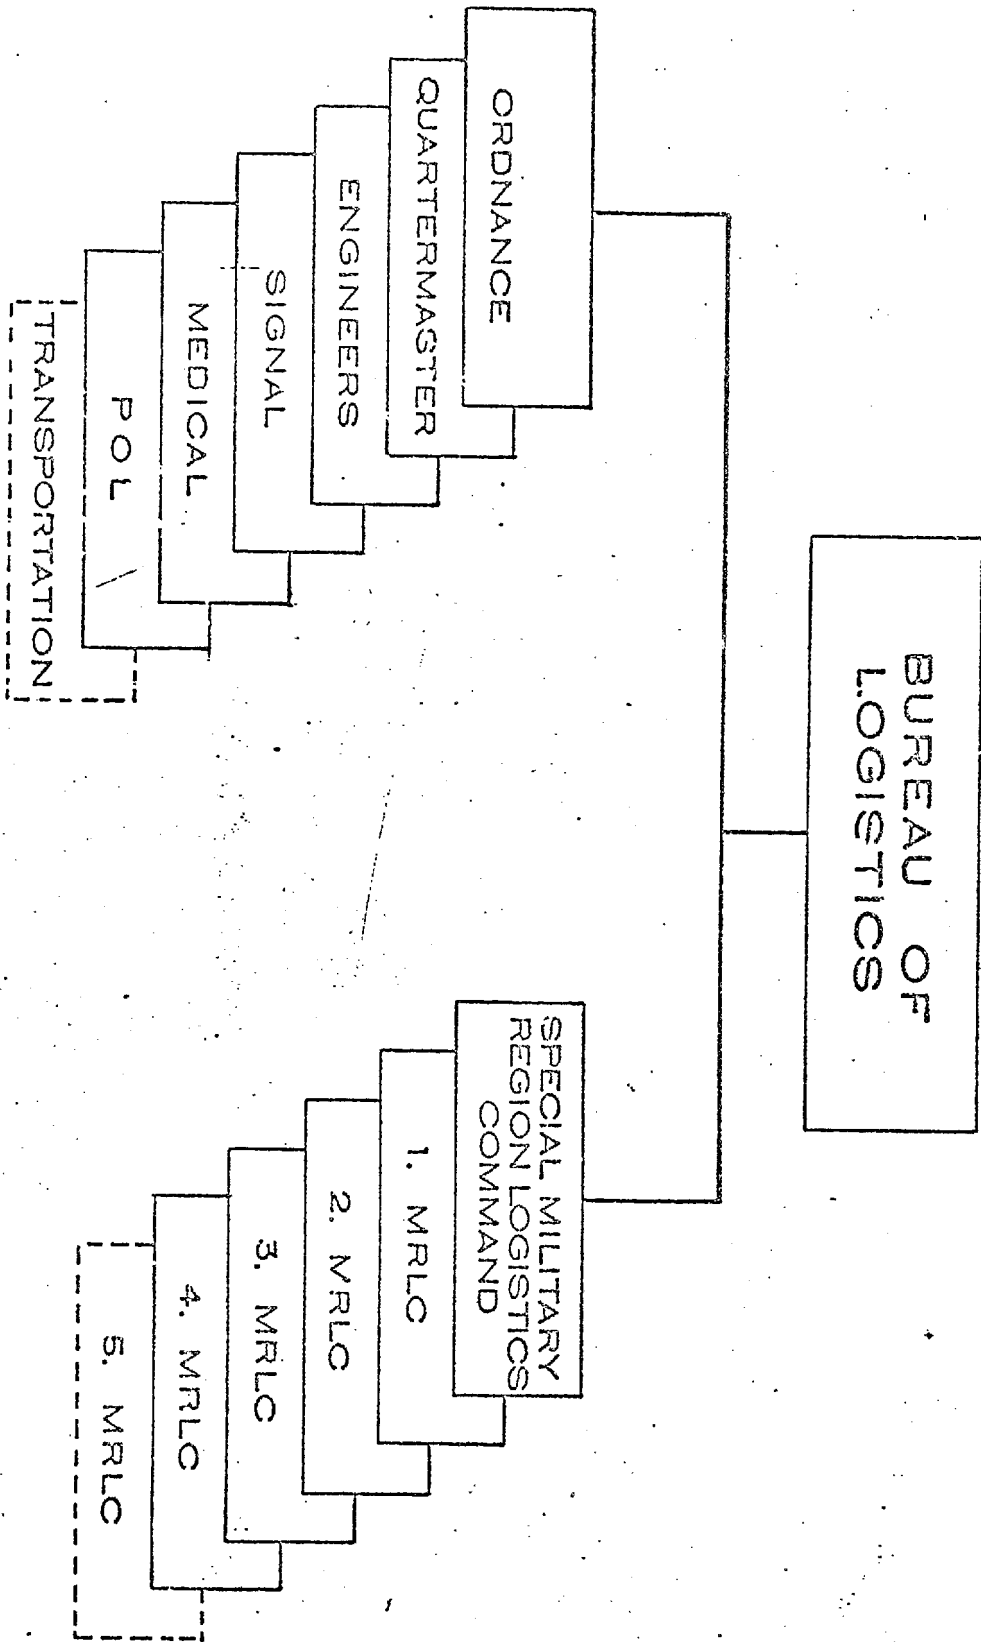 BUREAU OF
LOGISTICS
ORDNANCE
QUARTERMASTER
ENGINEERS
SIGNAL
MEDICAL
POL
TRANSPORTATION
SPECIAL MILITARY
REGION LOGISTICS
COMMAND
1. MRLC
2. MRLC
3. MRLC
4. MRLC
5. MRLC